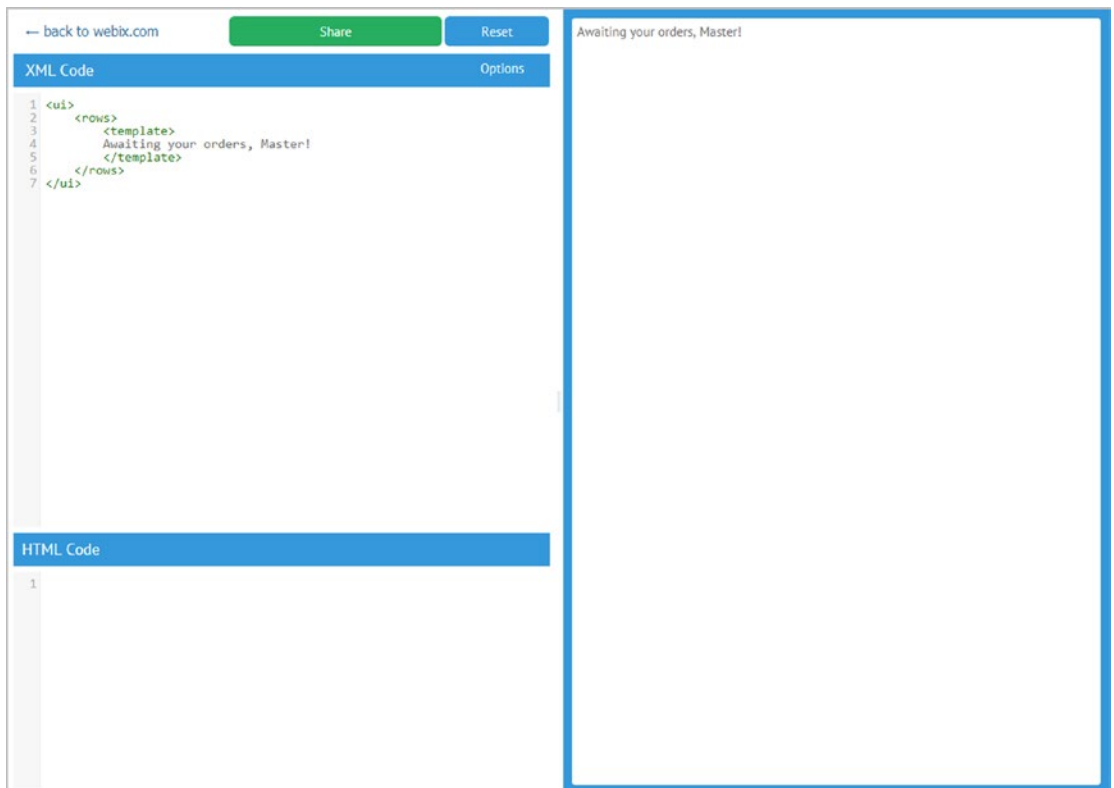 ← back to webix.com
Share
Reset
XML Code
Options
1 <ui>
2     <rows>
3         <template>
4         Awaiting your orders, Master!
5         </template>
6     </rows>
7 </ui>
HTML Code
1
Awaiting your orders, Master!